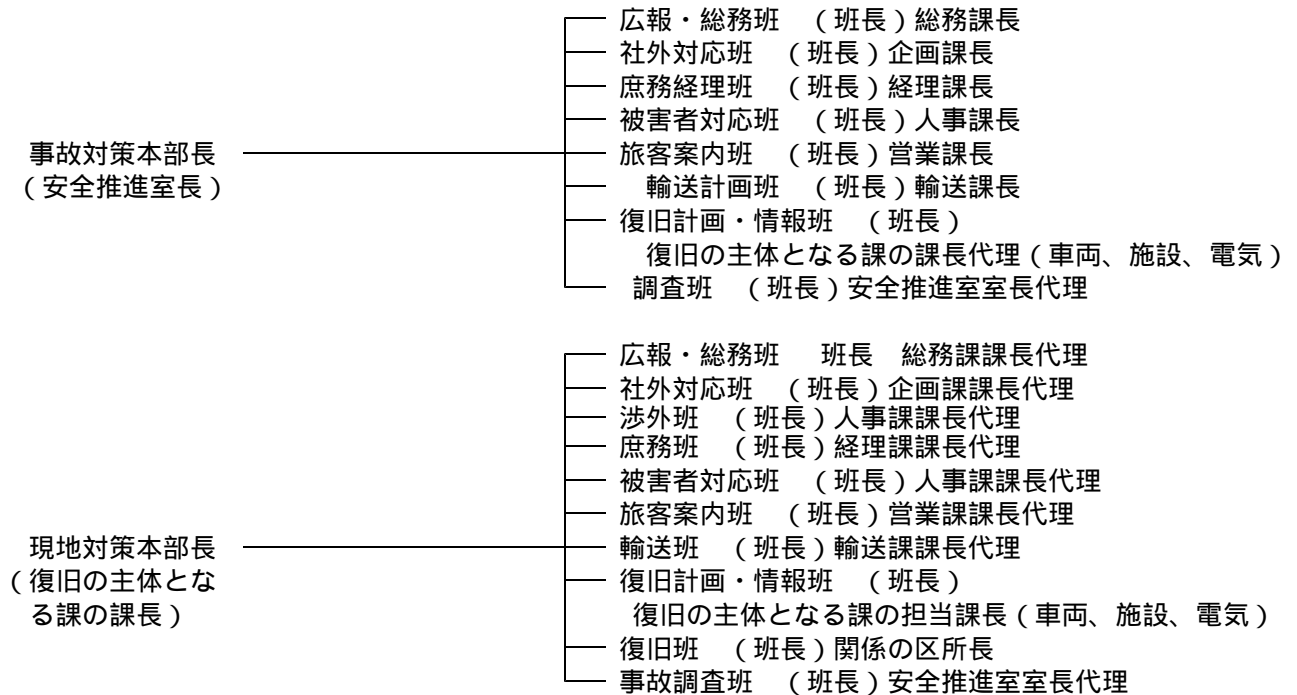 広報・総務班　（班長）総務課長
社外対応班　（班長）企画課長
庶務経理班　（班長）経理課長
被害者対応班　（班長）人事課長
事故対策本部長
（安全推進室長）
旅客案内班　（班長）営業課長
輸送計画班　（班長）輸送課長
復旧計画・情報班　（班長）
復旧の主体となる課の課長代理（車両、施設、電気）
調査班　（班長）安全推進室室長代理
広報・総務班　班長　総務課課長代理
社外対応班　（班長）企画課課長代理
渉外班　（班長）人事課課長代理
庶務班　（班長）経理課課長代理
被害者対応班　（班長）人事課課長代理
旅客案内班　（班長）営業課課長代理
現地対策本部長
（復旧の主体とな
る課の課長）
輸送班　（班長）輸送課課長代理
復旧計画・情報班　（班長）
復旧の主体となる課の担当課長（車両、施設、電気）
復旧班　（班長）関係の区所長
事故調査班　（班長）安全推進室室長代理